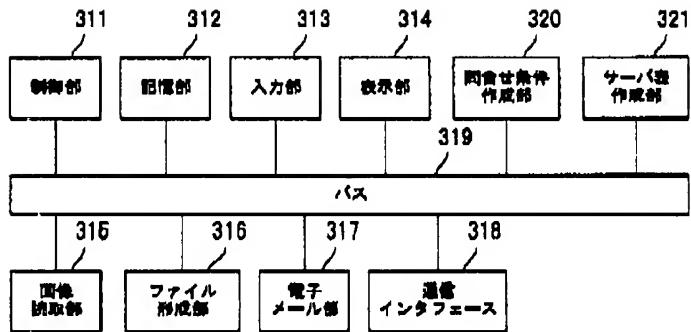 311 312 313 314 320 321
制御部 記憶部 入力部 表示部 問合せ条件 サーバ表
作成部 作成部
319
バス
315 316 317 318
画像 ファイル 電子 通信
読取部 形成部 メール部 インタフェース